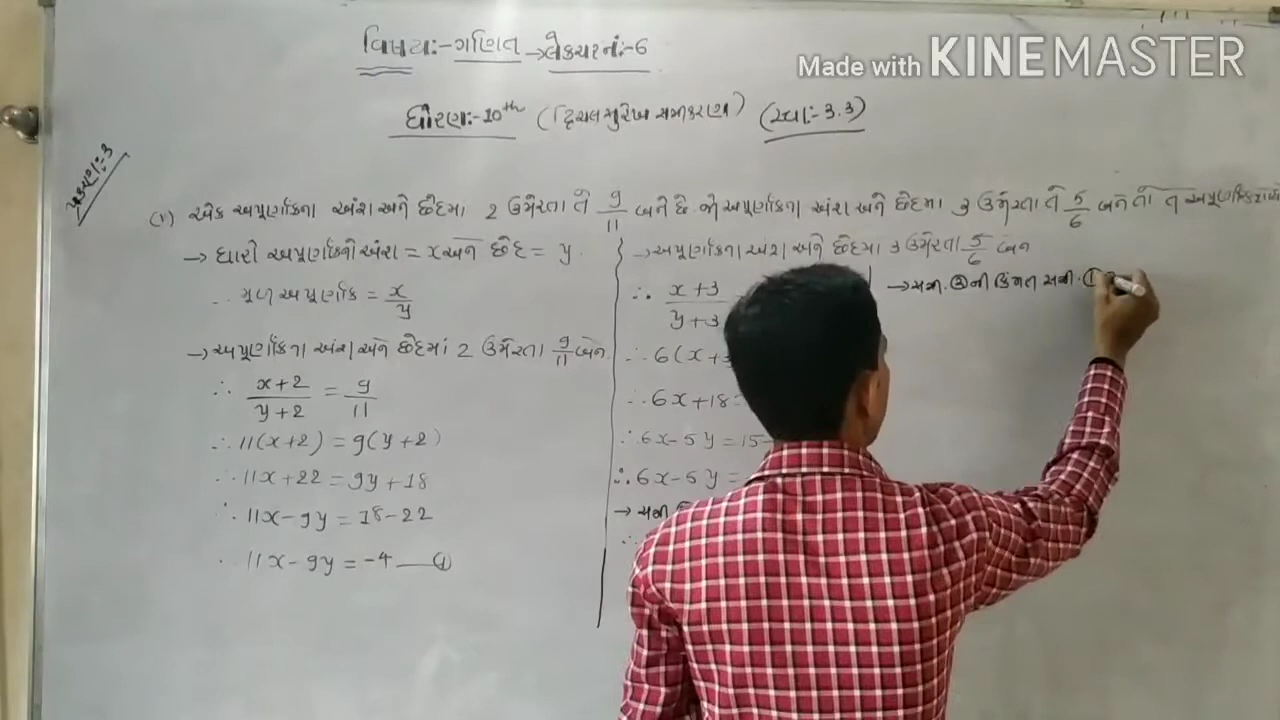 Made with KINEMASTER
વિષય:-ગણિત →લેકચરનં:-6
ધોરણ:-10th (દ્વિચલ સુરેખ સમીકરણ) (સ્વા:-3.3)
પ્રકરણ:-3
(1) એક અપૂર્ણાંકના અંશ અને છેદમાં 2 ઉમેરતા તે 9/11 બને છે. જો અપૂર્ણાંકના અંશ અને છેદમા 3 ઉમેરતા તે 5/6 બને તો તે
→ ધારો અપૂર્ણાંકનો અંશ = x અને છેદ = y.
∴ મૂળ અપૂર્ણાંક = x/y
→અપૂર્ણાંકના અંશ અને છેદમાં 2 ઉમેરતા 9/11 બને.
∴ x+2/y+2 = 9/11
∴ 11(x+2) = 9(y+2)
∴ 11x+22 = 9y+18
∴ 11x-9y = 18-22
∴ 11x-9y = -4 —①
→અપૂર્ણાંકના અંશ અને છેદમા 3 ઉમેરતા 5/6 બને
∴ x+3/y+3
∴ 6(x+3
∴ 6x+18=
∴ 6x-5y = 15-
∴ 6x-5y =
→ સમી
→સમી.③ની કિંમત સમી.①